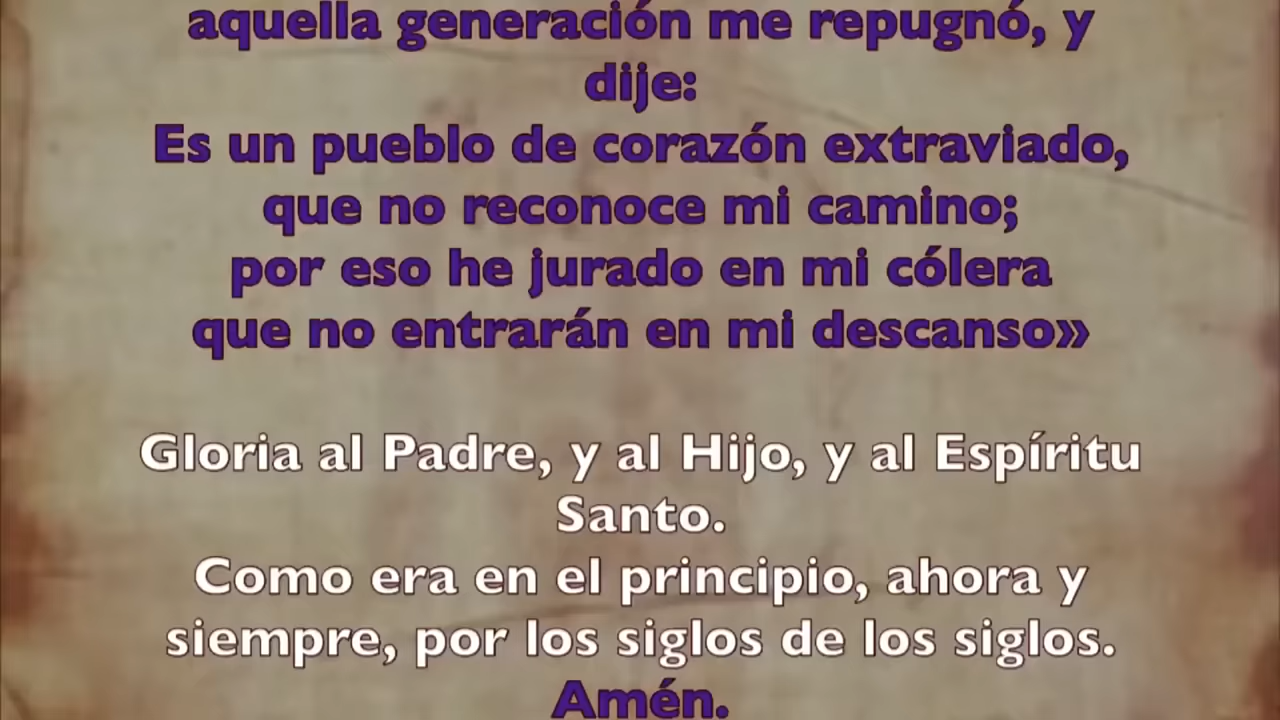 aquella generación me repugnó, y
dije:
Es un pueblo de corazón extraviado,
que no reconoce mi camino;
por eso he jurado en mi cólera
que no entrarán en mi descanso»
Gloria al Padre, y al Hijo, y al Espíritu
Santo.
Como era en el principio, ahora y
siempre, por los siglos de los siglos.
Amén.